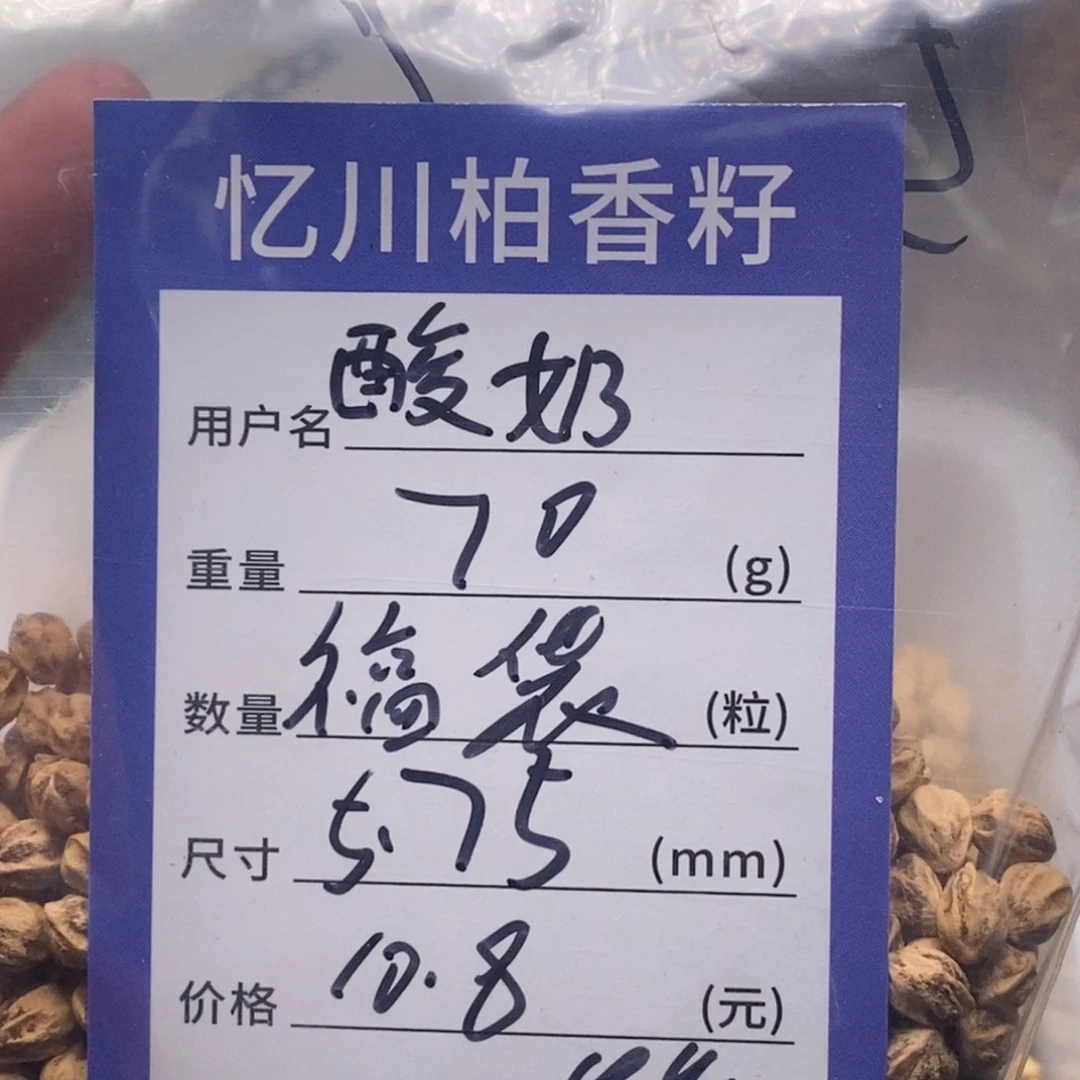 忆川柏香籽
用户名 酸奶
重量 70 (g)
数量 福袋 (粒)
尺寸 5.75 (mm)
价格 10.8 (元)